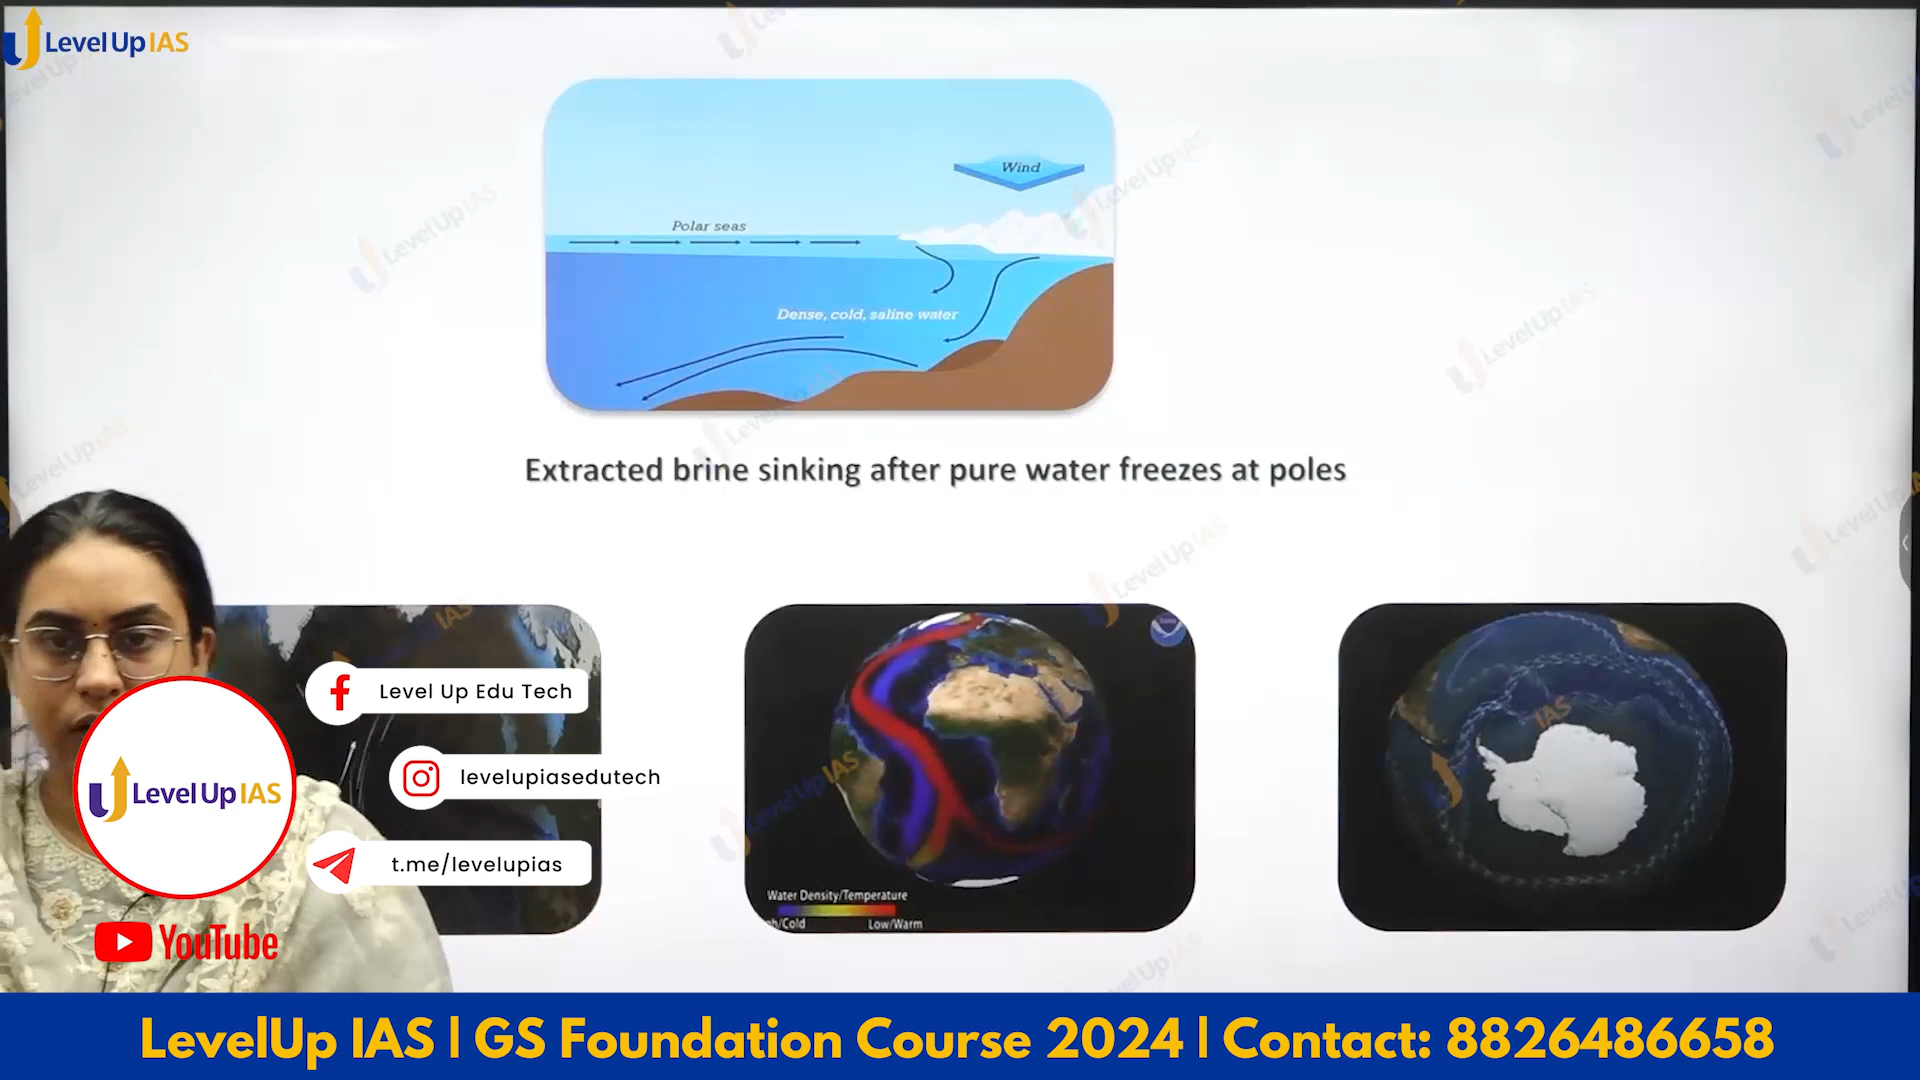 Level Up IAS
Wind
Polar seas
Dense, cold, saline water
Extracted brine sinking after pure water freezes at poles
Level Up Edu Tech
levelupiasedutech
t.me/levelupias
Level Up IAS
YouTube
Water Density/Temperature
/Cold
Low/Warm
LevelUp IAS | GS Foundation Course 2024 | Contact: 8826486658